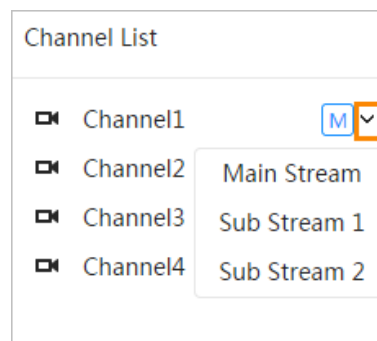 Channel List
Channel1 M
Channel2 Main Stream
Channel3 Sub Stream 1
Channel4 Sub Stream 2